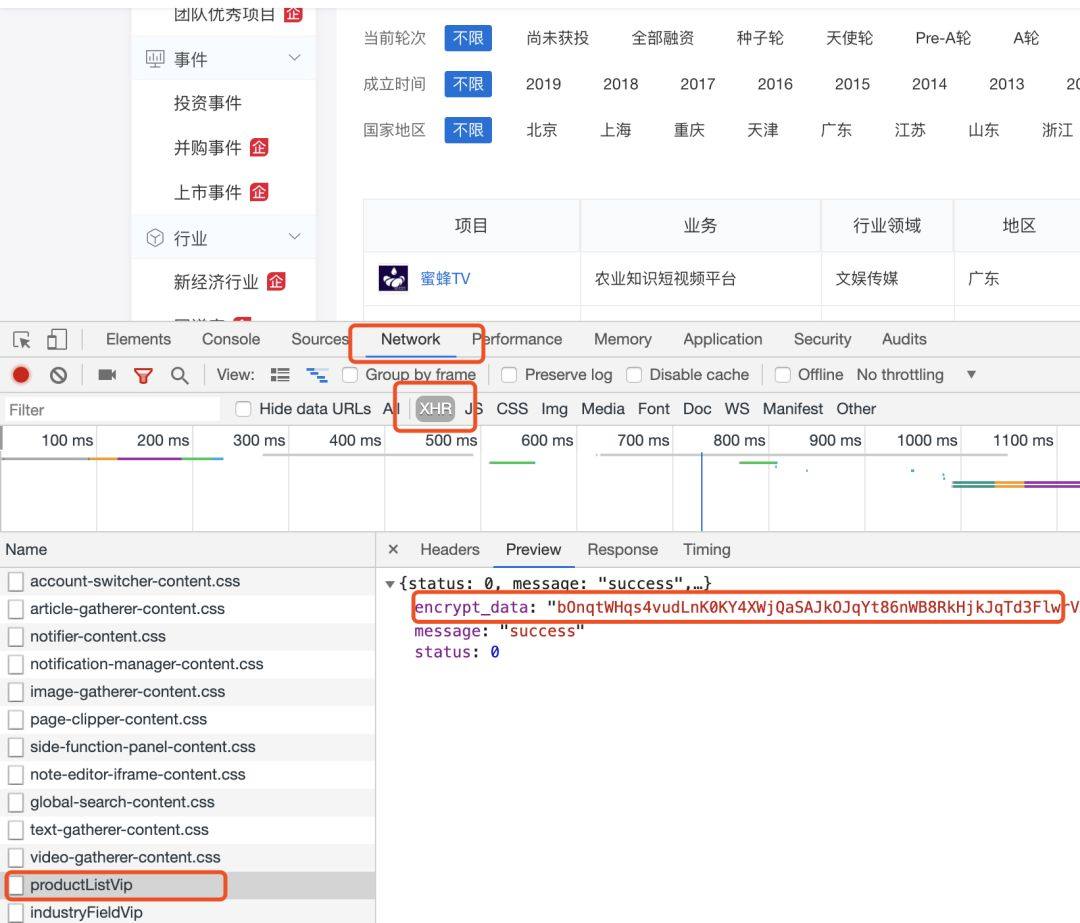 团队优秀项目 企
当前轮次 不限 尚未获投 全部融资 种子轮 天使轮 Pre-A轮 A轮
事件
成立时间 不限 2019 2018 2017 2016 2015 2014 2013
投资事件
国家地区 不限 北京 上海 重庆 天津 广东 江苏 山东 浙江
并购事件 企
上市事件 企
项目 业务 行业领域 地区
行业
蜜蜂TV 农业知识短视频平台 文娱传媒 广东
新经济行业 企
Elements Console Sources Network Performance Memory Application Security Audits
View: Group by frame Preserve log Disable cache Offline No throttling
Filter Hide data URLs All XHR JS CSS Img Media Font Doc WS Manifest Other
100 ms 200 ms 300 ms 400 ms 500 ms 600 ms 700 ms 800 ms 900 ms 1000 ms 1100 ms
Name × Headers Preview Response Timing
account-switcher-content.css
article-gatherer-content.css
notifier-content.css
notification-manager-content.css
image-gatherer-content.css
page-clipper-content.css
side-function-panel-content.css
note-editor-iframe-content.css
global-search-content.css
text-gatherer-content.css
video-gatherer-content.css
productListVip
industryFieldVip
{status: 0, message: "success",…}
encrypt_data: "bOnqtWHqs4vudLnK0KY4XWjQaSAJkOJqYt86nWB8RkHjkJqTd3FlwrV
message: "success"
status: 0